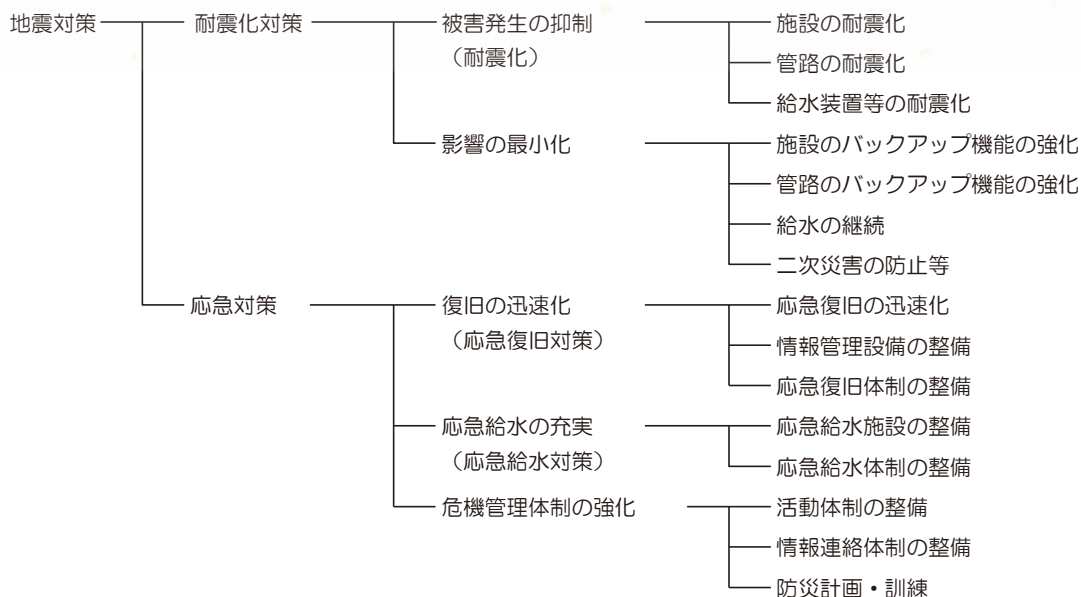 地震対策 耐震化対策 被害発生の抑制 施設の耐震化
（耐震化） 管路の耐震化
給水装置等の耐震化
影響の最小化 施設のバックアップ機能の強化
管路のバックアップ機能の強化
給水の継続
二次災害の防止等
応急対策 復旧の迅速化 応急復旧の迅速化
（応急復旧対策） 情報管理設備の整備
応急復旧体制の整備
応急給水の充実 応急給水施設の整備
（応急給水対策） 応急給水体制の整備
危機管理体制の強化 活動体制の整備
情報連絡体制の整備
防災計画・訓練